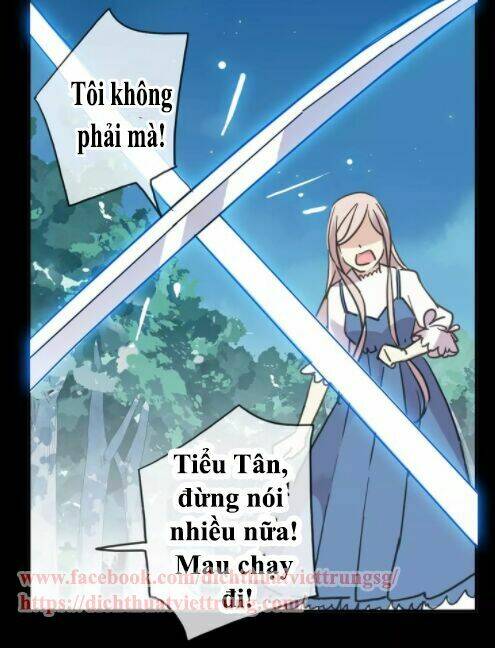 Tôi không
phải mà!
Tiểu Tân,
đừng nói
nhiều nữa!
Mau chạy
đi!
www.facebook.com/dichthuatviettrungsg/
https://dichthuatviettrung.com/